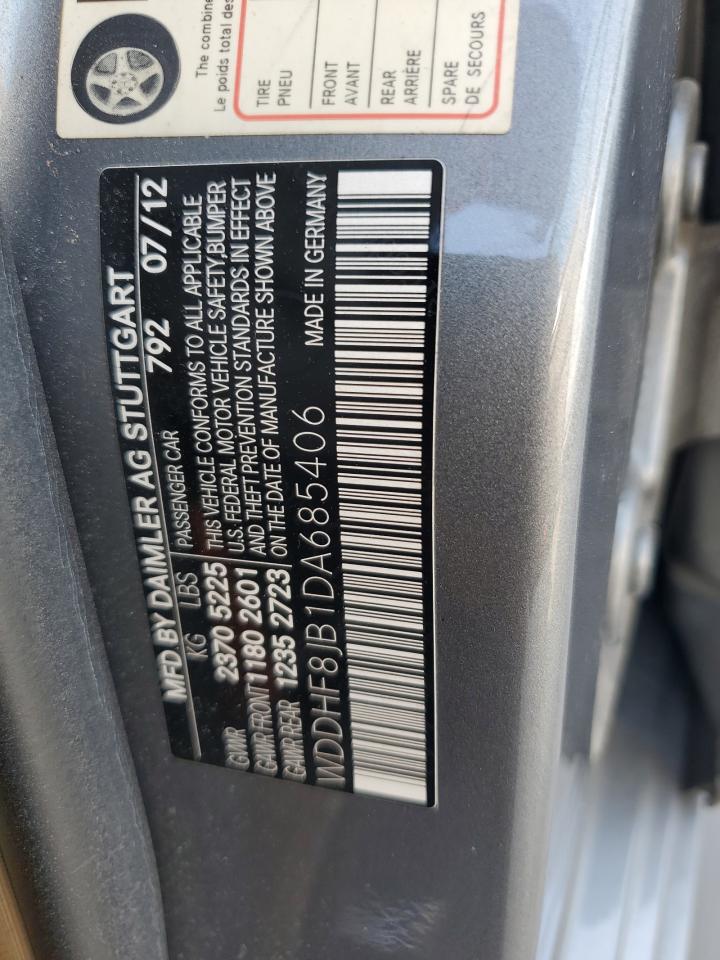 The combine
Le poids total des
TIRE
PNEU
FRONT
AVANT
REAR
ARRIÈRE
SPARE
DE SECOURS
MFD. BY DAIMLER AG STUTTGART
KG LBS PASSENGER CAR 792 07/12
GVWR 2370 5225 THIS VEHICLE CONFORMS TO ALL APPLICABLE
GAWR FRONT 1180 2601 U.S. FEDERAL MOTOR VEHICLE SAFETY, BUMPER
GAWR REAR 1235 2723 AND THEFT PREVENTION STANDARDS IN EFFECT
ON THE DATE OF MANUFACTURE SHOWN ABOVE
WDDHF8JB1DA685406 MADE IN GERMANY